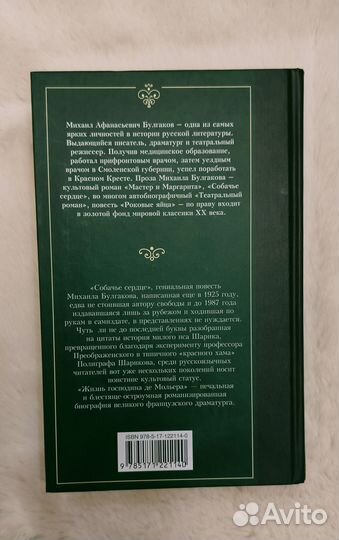 Михаил Афанасьевич Булгаков – одна из самых
ярких личностей в истории русской литературы.
Выдающийся писатель, драматург и театральный
режиссер. Получив медицинское образование,
работал прифронтовым врачом, затем уездным
врачом в Смоленской губернии, успел поработать
в Красном Кресте. Проза Михаила Булгакова –
культовый роман «Мастер и Маргарита», «Собачье
сердце», во многом автобиографичный «Театральный
роман», повесть «Роковые яйца» – по праву входит
в золотой фонд мировой классики XX века.
«Собачье сердце», гениальная повесть
Михаила Булгакова, написанная еще в 1925 году,
едва не стоившая автору свободы и до 1987 года
издававшаяся лишь за рубежом и ходившая по
рукам в самиздате, в представлениях не нуждается.
Чуть ли не до последней буквы разобранная
на цитаты история милого пса Шарика,
превращенного благодаря эксперименту профессора
Преображенского в типичного «красного хама»
Полиграфа Шарикова, среди русскоязычных
читателей вот уже несколько поколений носит
поистине культовый статус.
«Жизнь господина де Мольера» — печальная
и блестяще остроумная романизированная
биография великого французского драматурга.
ISBN 978-5-17-122114-0
9 785171 221140
Avito